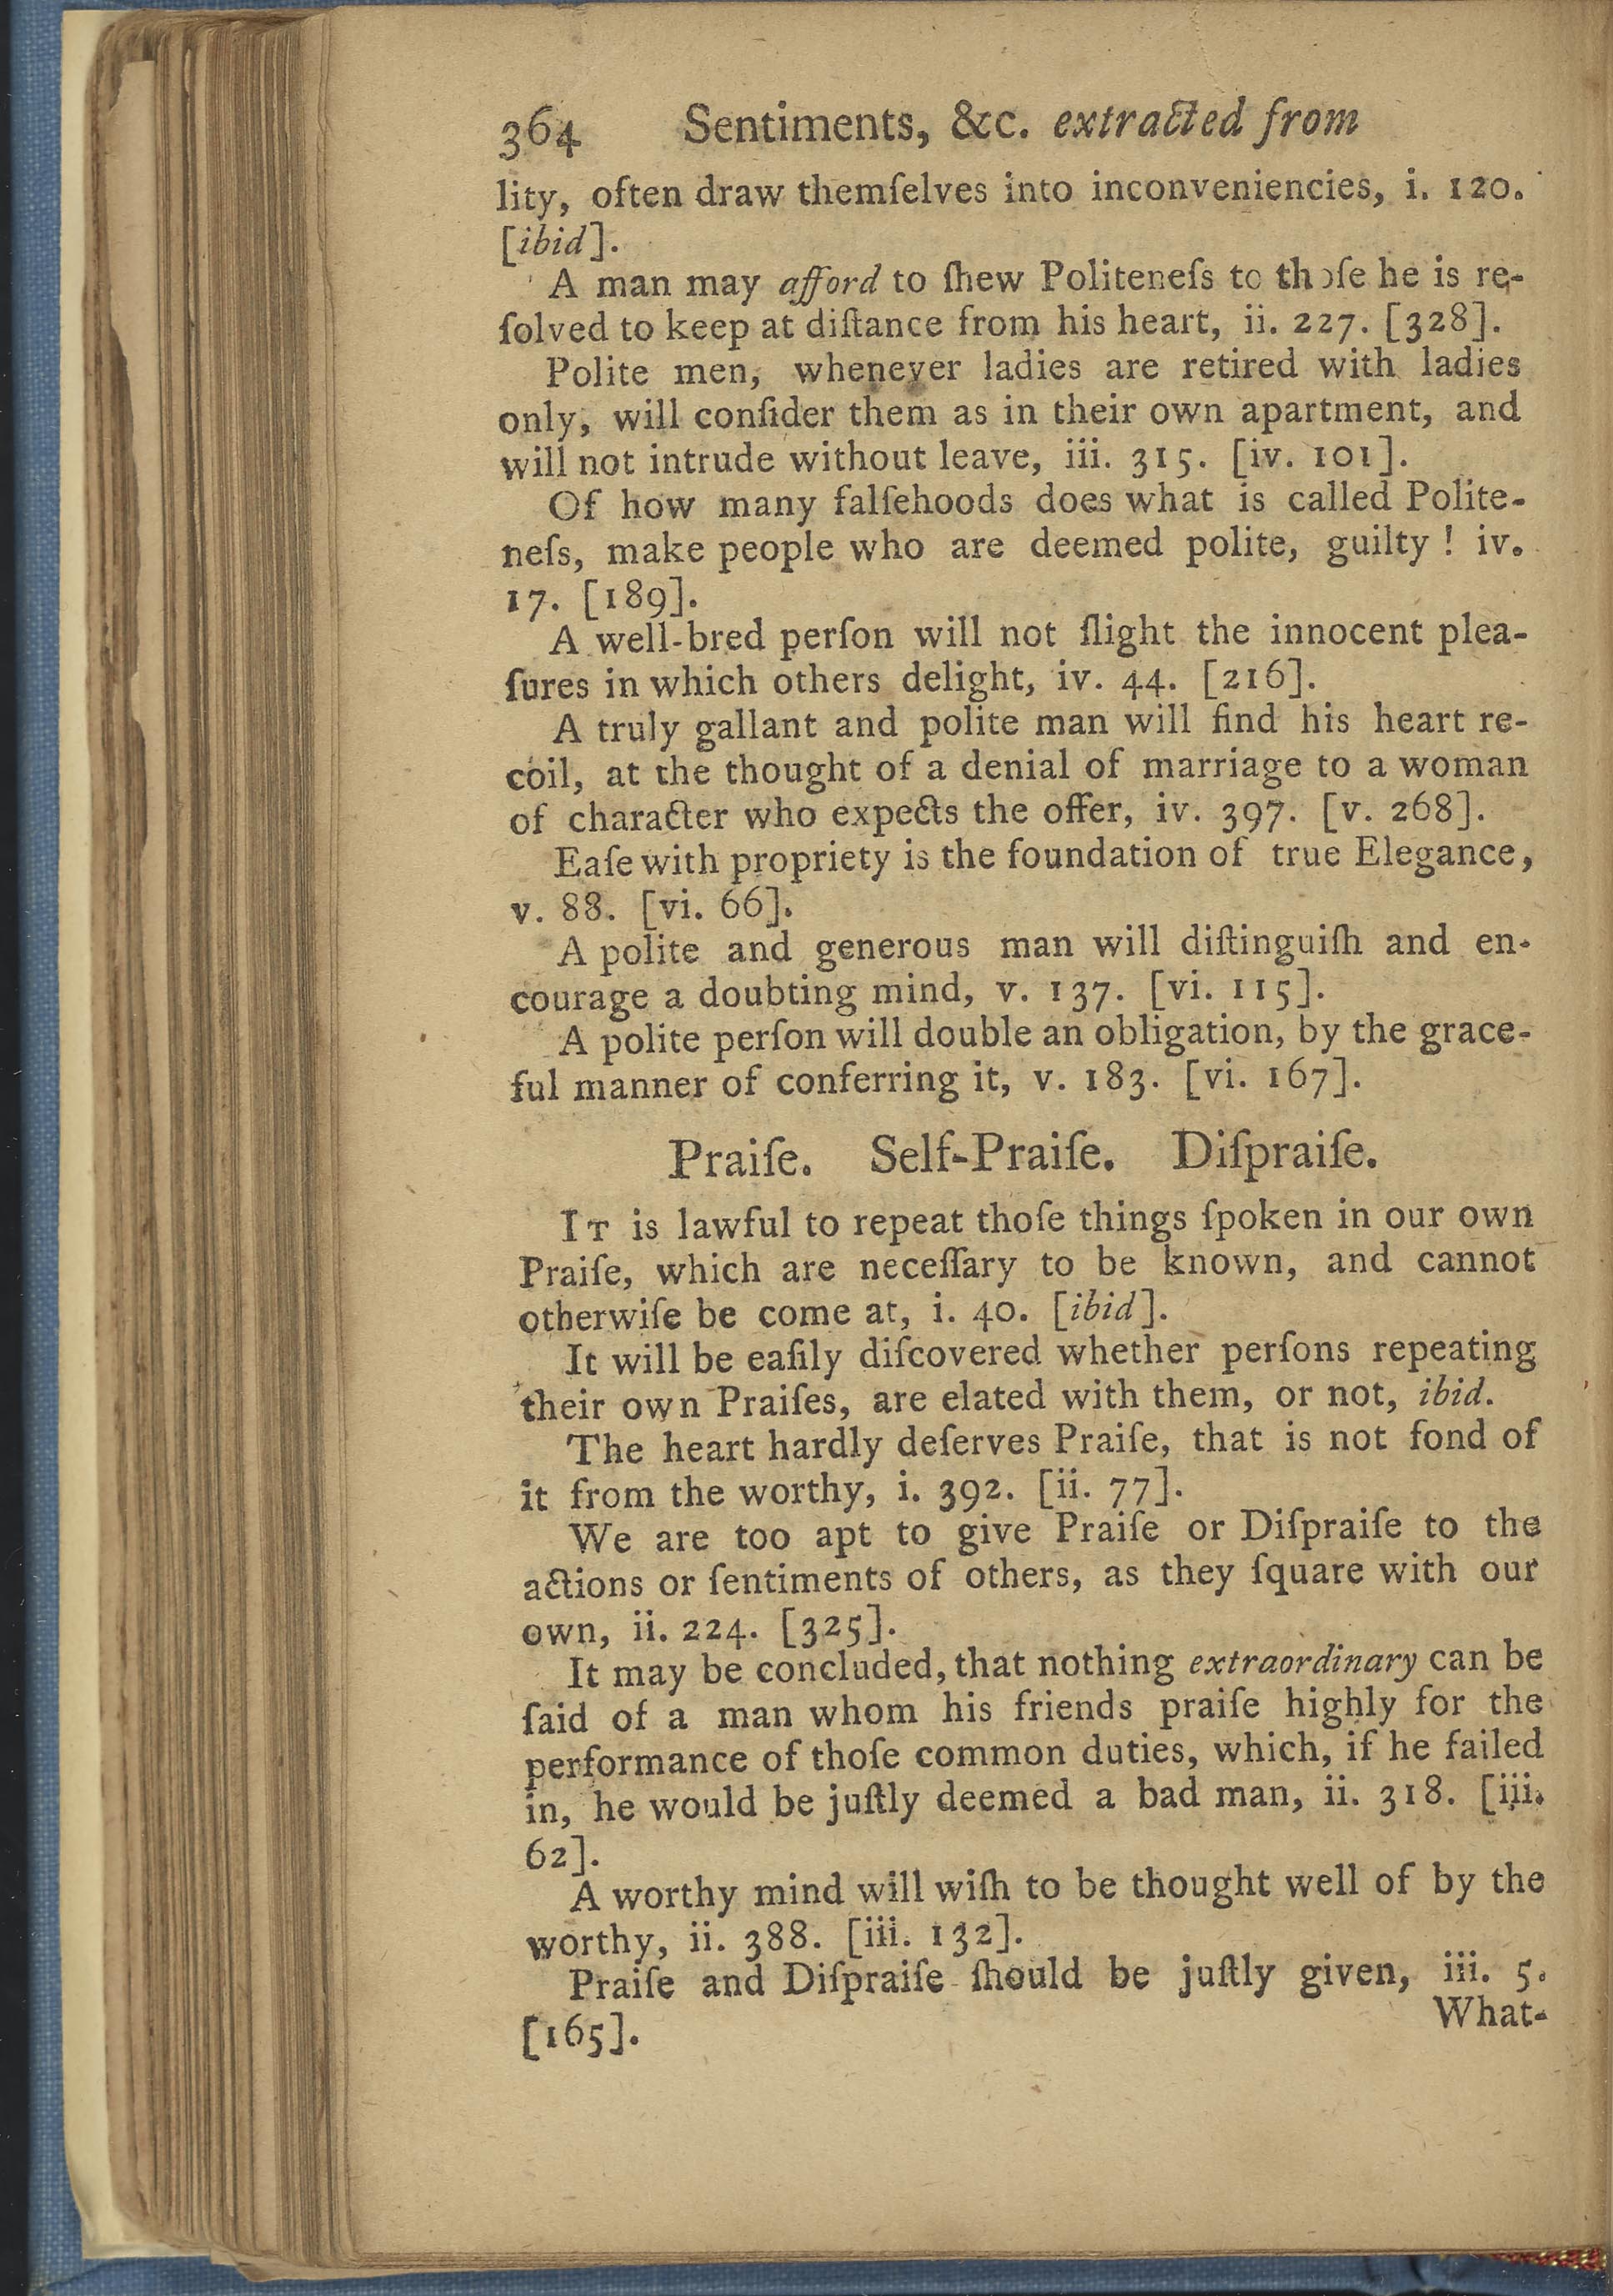 364 Sentiments, &c. extracted from
lity, often draw themſelves into inconveniencies, i. 120.
[ibid].
A man may afford to ſhew Politeneſs to thoſe he is re-
ſolved to keep at diſtance from his heart, ii. 227. [328].
Polite men, whenever ladies are retired with ladies
only, will conſider them as in their own apartment, and
will not intrude without leave, iii. 315. [iv. 101].
Of how many falſehoods does what is called Polite-
neſs, make people who are deemed polite, guilty! iv.
17. [189].
A well-bred perſon will not ſlight the innocent plea-
ſures in which others delight, iv. 44. [216].
A truly gallant and polite man will find his heart re-
coil, at the thought of a denial of marriage to a woman
of character who expects the offer, iv. 397. [v. 268].
Eaſe with propriety is the foundation of true Elegance,
v. 88. [vi. 66].
A polite and generous man will diſtinguiſh and en-
courage a doubting mind, v. 137. [vi. 115].
A polite perſon will double an obligation, by the grace-
ful manner of conferring it, v. 183. [vi. 167].
Praiſe. Self-Praiſe. Diſpraiſe.
IT is lawful to repeat thoſe things ſpoken in our own
Praiſe, which are neceſſary to be known, and cannot
otherwiſe be come at, i. 40. [ibid].
It will be eaſily diſcovered whether perſons repeating
their own Praiſes, are elated with them, or not, ibid.
The heart hardly deſerves Praiſe, that is not fond of
it from the worthy, i. 392. [ii. 77].
We are too apt to give Praiſe or Diſpraiſe to the
actions or ſentiments of others, as they ſquare with our
own, ii. 224. [325].
It may be concluded, that nothing extraordinary can be
ſaid of a man whom his friends praiſe highly for the
performance of thoſe common duties, which, if he failed
in, he would be juſtly deemed a bad man, ii. 318. [iii.
62].
A worthy mind will wiſh to be thought well of by the
worthy, ii. 388. [iii. 132].
Praiſe and Diſpraiſe ſhould be juſtly given, iii. 5.
[165].
What-